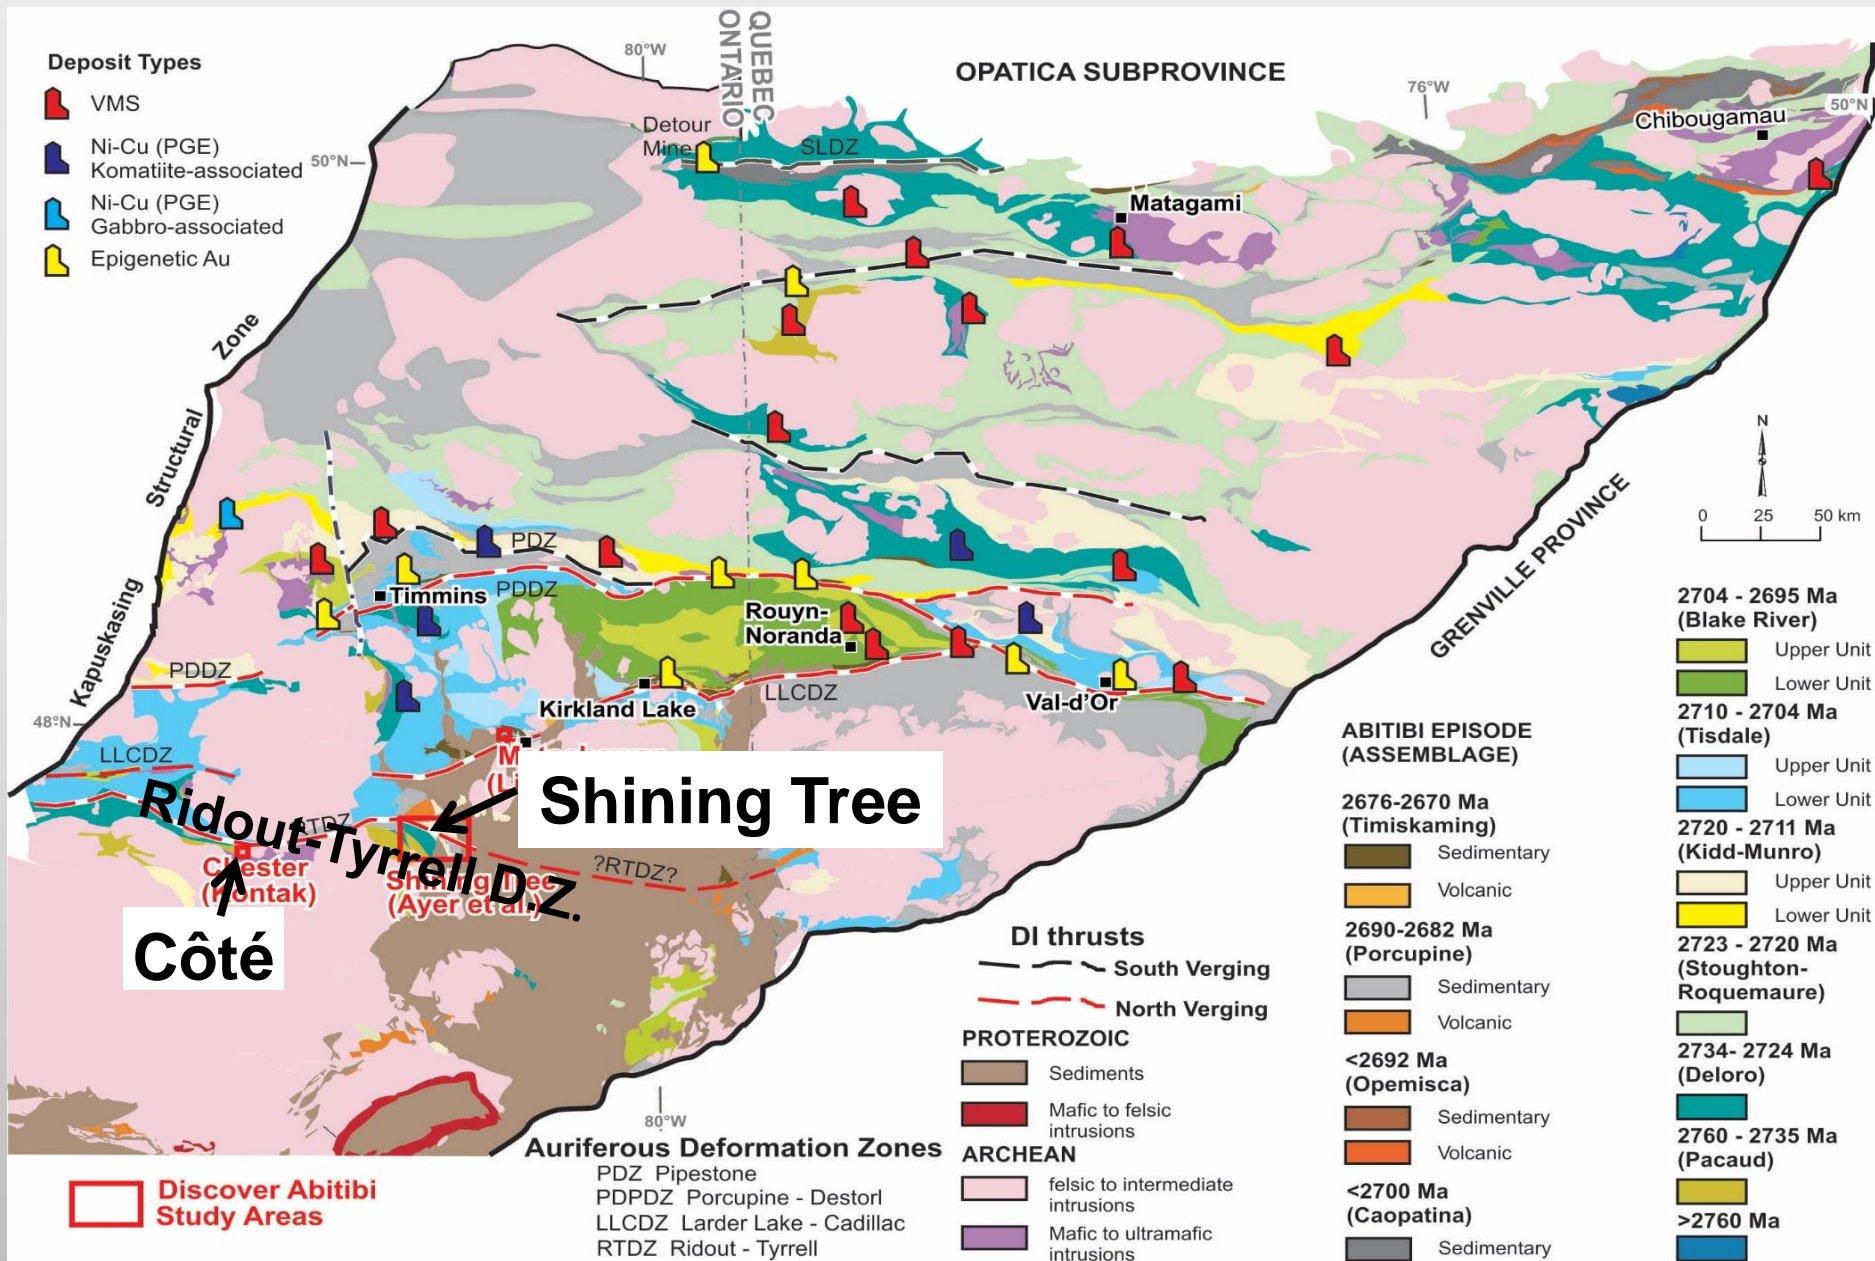 Deposit Types
VMS
Ni-Cu (PGE)
Komatiite-associated
Ni-Cu (PGE)
Gabbro-associated
Epigenetic Au
80°W
QUEBEC
ONTARIO
OPATICA SUBPROVINCE
76°W
50°N
Chibougamau
Detour
Mine
SLDZ
50°N
Matagami
Kapuskasing Structural Zone
GRENVILLE PROVINCE
N
0 25 50 km
PDZ
Timmins
PDDZ
Rouyn-
Noranda
PDDZ
LLCDZ
Kirkland Lake
Val-d'Or
48°N
LLCDZ
Shining Tree
Ridout-Tyrrell D.Z.
RTDZ
?RTDZ?
Chester
(Kontak)
Shining Tree
(Ayer et al.)
Côté
80°W
Discover Abitibi
Study Areas
Auriferous Deformation Zones
PDZ Pipestone
PDPDZ Porcupine - Destorl
LLCDZ Larder Lake - Cadillac
RTDZ Ridout - Tyrrell
DI thrusts
South Verging
North Verging
PROTEROZOIC
Sediments
Mafic to felsic
intrusions
ARCHEAN
felsic to intermediate
intrusions
Mafic to ultramafic
intrusions
ABITIBI EPISODE
(ASSEMBLAGE)
2676-2670 Ma
(Timiskaming)
Sedimentary
Volcanic
2690-2682 Ma
(Porcupine)
Sedimentary
Volcanic
<2692 Ma
(Opemisca)
Sedimentary
Volcanic
<2700 Ma
(Caopatina)
Sedimentary
2704 - 2695 Ma
(Blake River)
Upper Unit
Lower Unit
2710 - 2704 Ma
(Tisdale)
Upper Unit
Lower Unit
2720 - 2711 Ma
(Kidd-Munro)
Upper Unit
Lower Unit
2723 - 2720 Ma
(Stoughton-
Roquemaure)
2734- 2724 Ma
(Deloro)
2760 - 2735 Ma
(Pacaud)
>2760 Ma